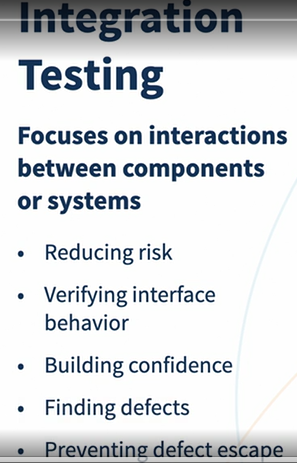 Integration
Testing
Focuses on interactions
between components
or systems
• Reducing risk
• Verifying interface
behavior
• Building confidence
• Finding defects
• Preventing defect escape